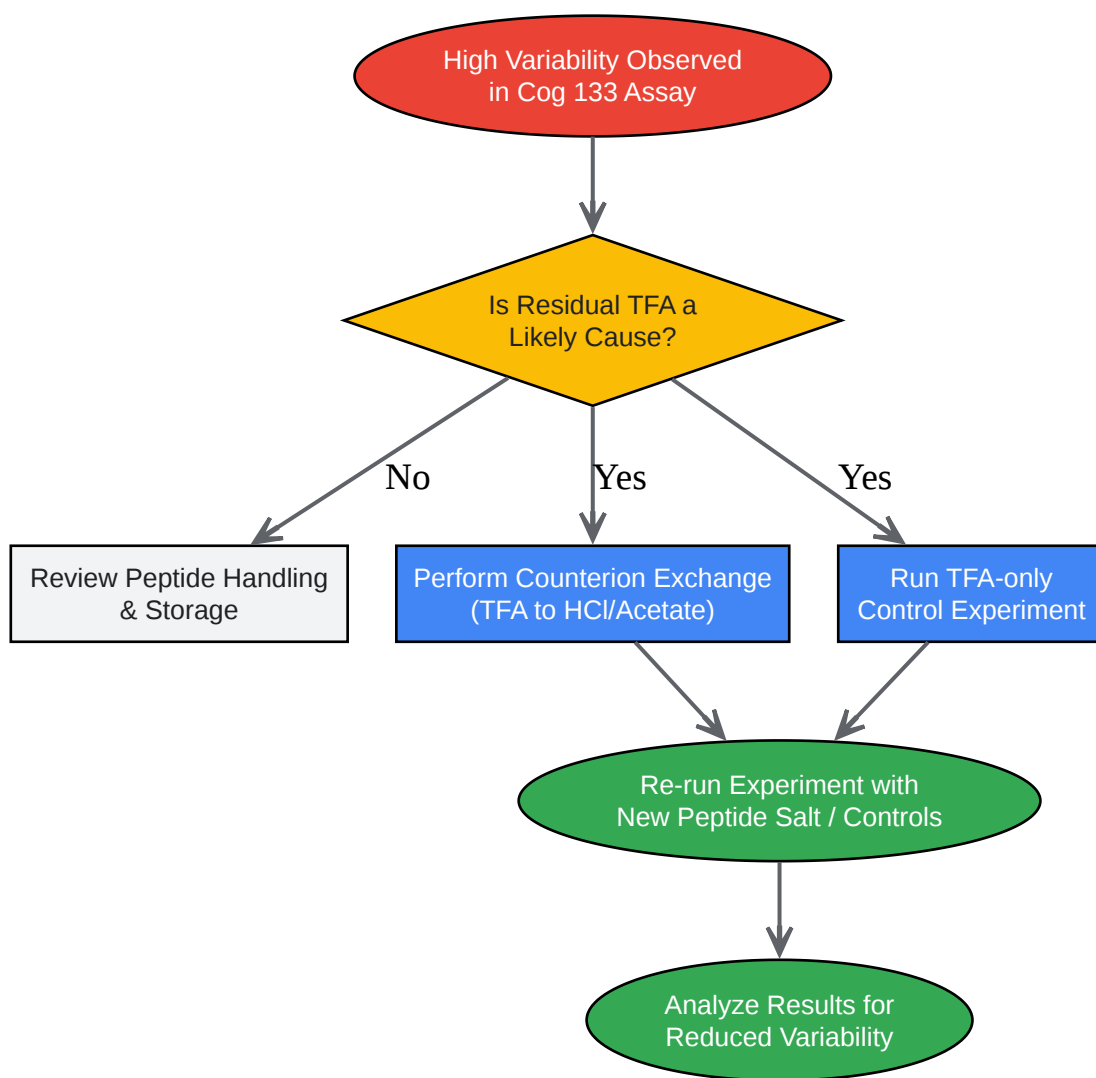 High Variability Observed
in Cog 133 Assay
Is Residual TFA a
Likely Cause?
No
Yes
Yes
Review Peptide Handling
& Storage
Perform Counterion Exchange
(TFA to HCl/Acetate)
Run TFA-only
Control Experiment
Re-run Experiment with
New Peptide Salt / Controls
Analyze Results for
Reduced Variability